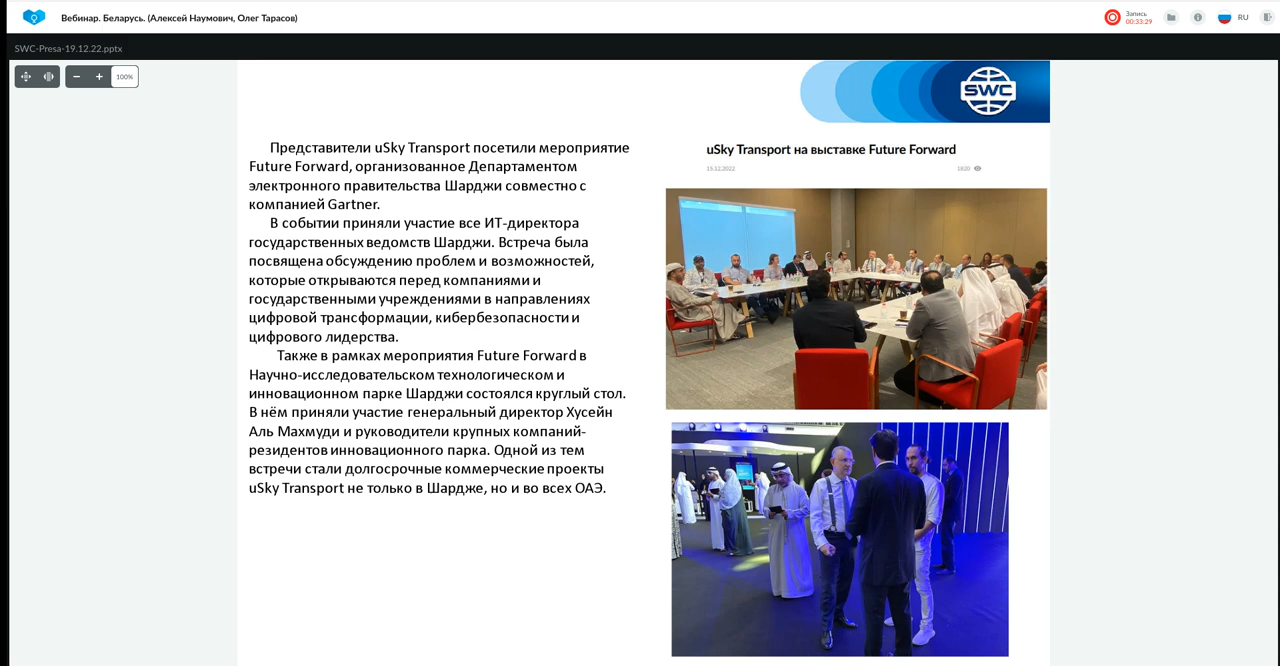 Вебинар. Беларусь. (Алексей Наумович, Олег Тарасов)
Запись
00:33:29
RU
SWC-Presa-19.12.22.pptx
100%
SWC
Представители uSky Transport посетили мероприятие
Future Forward, организованное Департаментом
электронного правительства Шарджи совместно с
компанией Gartner.
В событии приняли участие все ИТ-директора
государственных ведомств Шарджи. Встреча была
посвящена обсуждению проблем и возможностей,
которые открываются перед компаниями и
государственными учреждениями в направлениях
цифровой трансформации, кибербезопасности и
цифрового лидерства.
Также в рамках мероприятия Future Forward в
Научно-исследовательском технологическом и
инновационном парке Шарджи состоялся круглый стол.
В нём приняли участие генеральный директор Хусейн
Аль Махмуди и руководители крупных компаний-
резидентов инновационного парка. Одной из тем
встречи стали долгосрочные коммерческие проекты
uSky Transport не только в Шардже, но и во всех ОАЭ.
uSky Transport на выставке Future Forward
15.12.2022
1820